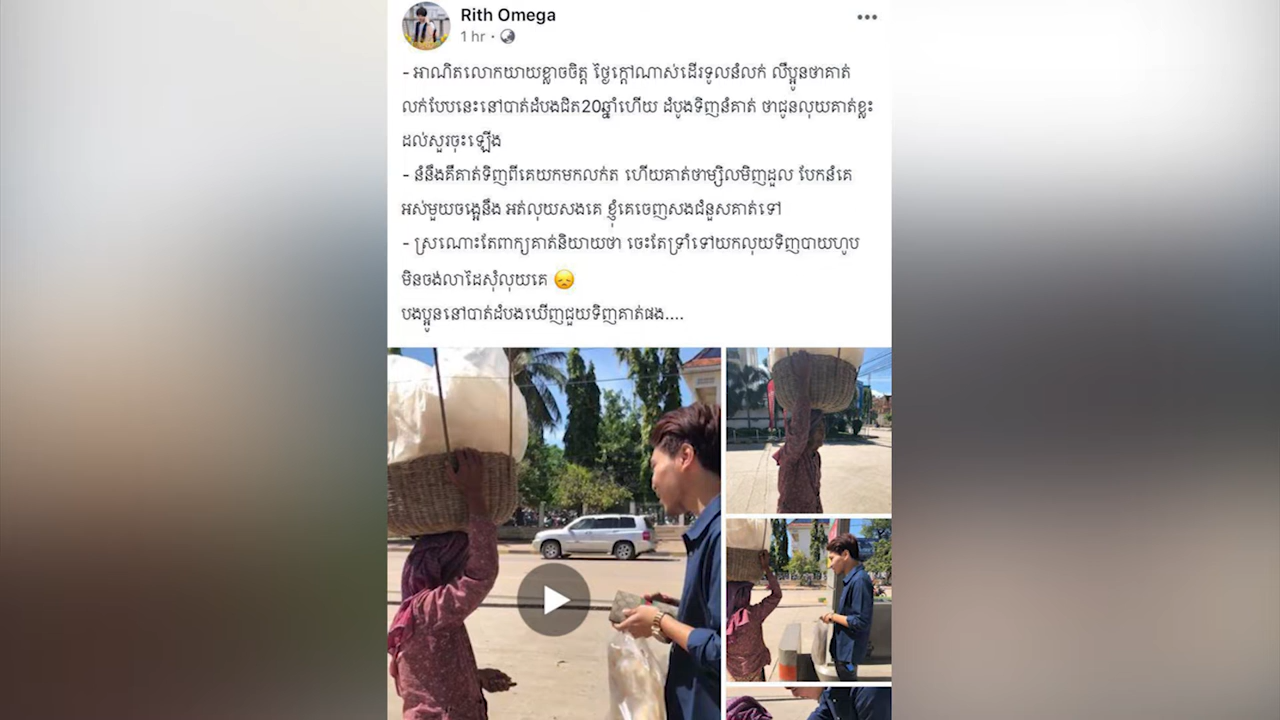 Rith Omega
1 hr
- អាណិតលោកយាយខ្លាចចិត្ត ថ្ងៃក្ដៅណាស់ដើរទូលនំលក់ លឺប្អូនថាគាត់
លក់បែបនេះនៅបាត់ដំបងជិត20ឆ្នាំហើយ ដំបូងទិញនំគាត់ ថាជូនលុយគាត់ខ្លះ
ដល់សួរចុះឡើង
- នំនឹងគឺគាត់ទិញពីគេយកមកលក់ត ហើយគាត់ថាម្សិលមិញដួល បែកនំគេ
អស់មួយចង្អេនឹង អត់លុយសងគេ ខ្ញុំគេចេញសងជំនួសគាត់ទៅ
- ស្រណោះតែពាក្យគាត់និយាយថា ចេះតែទ្រាំទៅយកលុយទិញបាយហូប
មិនចង់លាដៃសុំលុយគេ 😞
បងប្អូននៅបាត់ដំបងឃើញជួយទិញគាត់ផង....